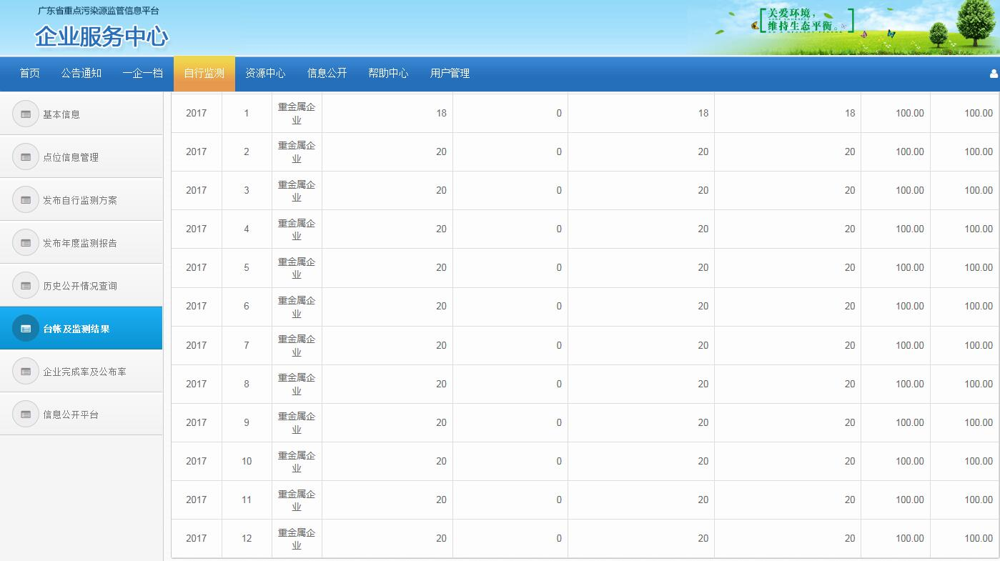 广东省重点污染源监管信息平台
企业服务中心
关爱环境，
维持生态平衡。
首页 公告通知 一企一档 自行监测 资源中心 信息公开 帮助中心 用户管理
基本信息
点位信息管理
发布自行监测方案
发布年度监测报告
历史公开情况查询
台帐及监测结果
企业完成率及公布率
信息公开平台
2017 1 重金属企业 18 0 18 18 100.00 100.00
2017 2 重金属企业 20 0 20 20 100.00 100.00
2017 3 重金属企业 20 0 20 20 100.00 100.00
2017 4 重金属企业 20 0 20 20 100.00 100.00
2017 5 重金属企业 20 0 20 20 100.00 100.00
2017 6 重金属企业 20 0 20 20 100.00 100.00
2017 7 重金属企业 20 0 20 20 100.00 100.00
2017 8 重金属企业 20 0 20 20 100.00 100.00
2017 9 重金属企业 20 0 20 20 100.00 100.00
2017 10 重金属企业 20 0 20 20 100.00 100.00
2017 11 重金属企业 20 0 20 20 100.00 100.00
2017 12 重金属企业 20 0 20 20 100.00 100.00